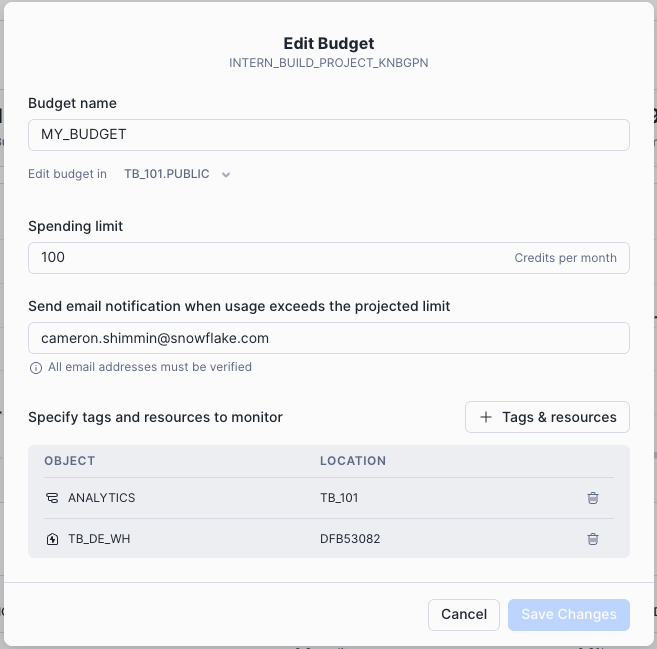 Edit Budget
INTERN_BUILD_PROJECT_KNBGPN
Budget name
MY_BUDGET
Edit budget in TB_101.PUBLIC
Spending limit
100 Credits per month
Send email notification when usage exceeds the projected limit
cameron.shimmin@snowflake.com
All email addresses must be verified
Specify tags and resources to monitor + Tags & resources
OBJECT LOCATION
ANALYTICS TB_101
TB_DE_WH DFB53082
Cancel Save Changes